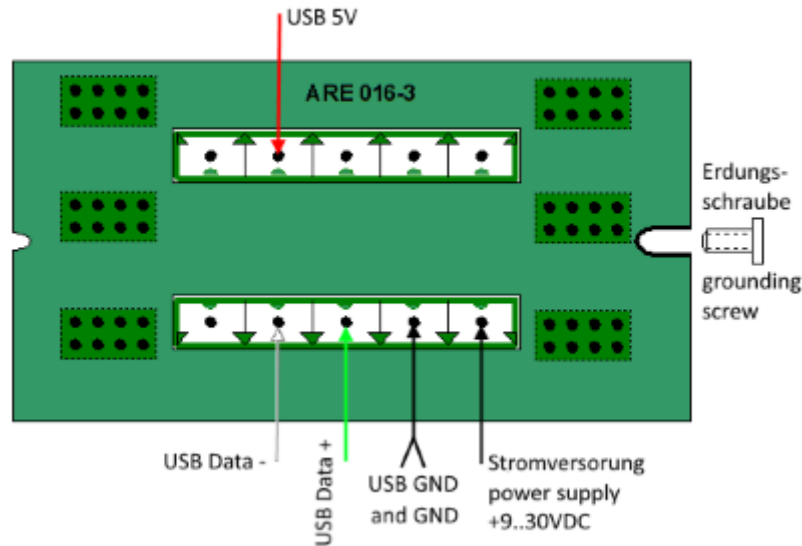 USB 5V
ARE 016-3
Erdungs-
schraube
grounding
screw
USB Data -
USB Data +
USB GND
and GND
Stromversorung
power supply
+9..30VDC